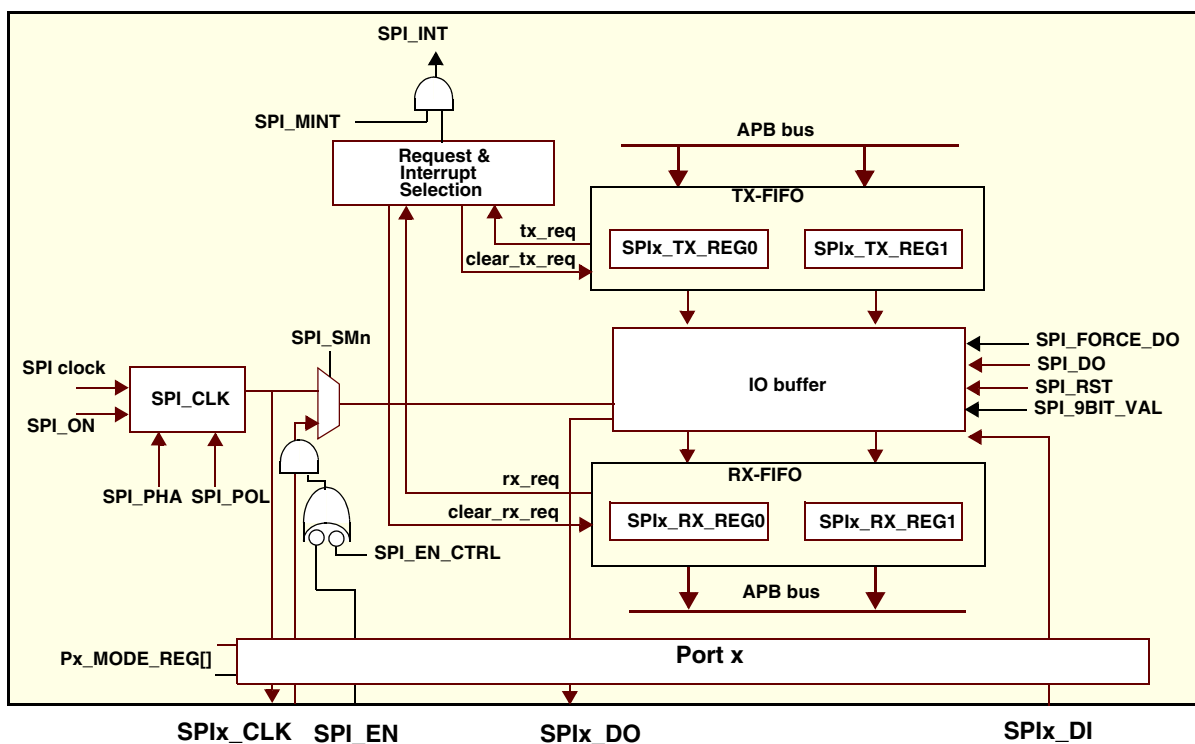 SPI_INT
SPI_MINT
APB bus
Request &
Interrupt
Selection
TX-FIFO
tx_req
SPIx_TX_REG0
SPIx_TX_REG1
clear_tx_req
SPI_SMn
SPI_FORCE_DO
SPI clock
SPI_DO
IO buffer
SPI_CLK
SPI_RST
SPI_9BIT_VAL
SPI_ON
RX-FIFO
rx_req
SPI_PHA
SPI_POL
clear_rx_req
SPIx_RX_REG0
SPIx_RX_REG1
SPI_EN_CTRL
APB bus
Port x
Px_MODE_REG[]
SPIx_CLK
SPI_EN
SPIx_DO
SPIx_DI